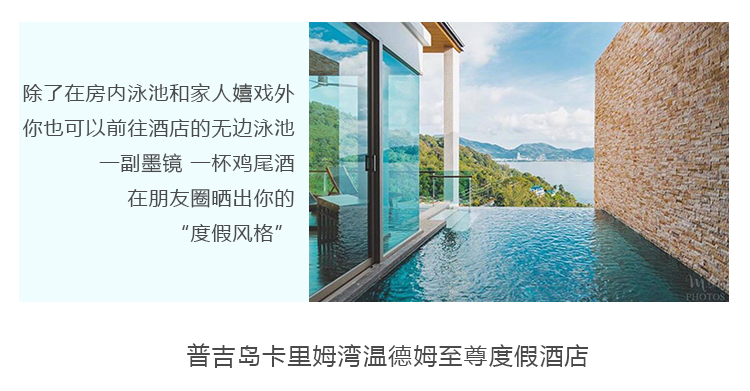 除了在房内泳池和家人嬉戏外
你也可以前往酒店的无边泳池
一副墨镜 一杯鸡尾酒
在朋友圈晒出你的
“度假风格”
PHOTOS
普吉岛卡里姆湾温德姆至尊度假酒店